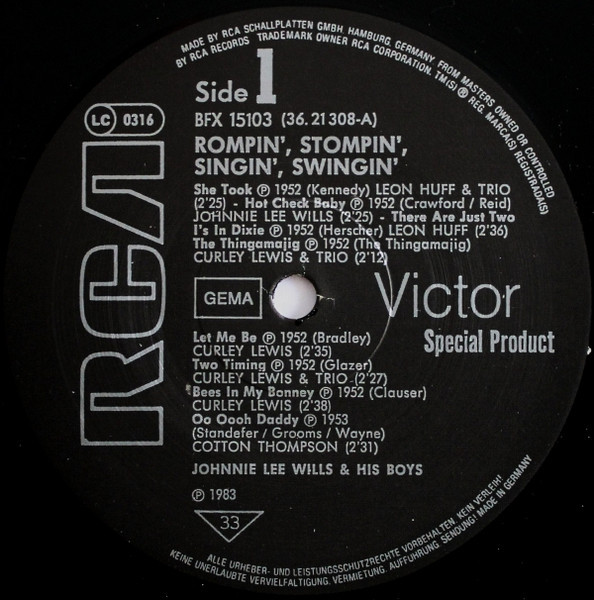 MADE BY RCA SCHALLPLATTEN GMBH, HAMBURG, GERMANY, FROM MASTERS OWNED OR CONTROLLED
BY RCA RECORDS TRADEMARK OWNER RCA CORPORATION. TM(S) ® REG. MARCA(S) REGISTRADA(S)
Side 1
LC 0316
BFX 15103 (36.21308-A)
ROMPIN', STOMPIN',
SINGIN', SWINGIN'
She Took ℗ 1952 (Kennedy) LEON HUFF & TRIO
(2'25) - Hot Check Baby ℗ 1952 (Crawford / Reid)
JOHNNIE LEE WILLS (2'25) - There Are Just Two
I's In Dixie ℗ 1952 (Herscher) LEON HUFF (2'36)
The Thingamajig ℗ 1952 (The Thingamajig)
CURLEY LEWIS & TRIO (2'12)
RCA
GEMA
Victor
Special Product
Let Me Be ℗ 1952 (Bradley)
CURLEY LEWIS (2'35)
Two Timing ℗ 1952 (Glazer)
CURLEY LEWIS & TRIO (2'27)
Bees In My Bonney ℗ 1952 (Clauser)
CURLEY LEWIS (2'38)
Oo Oooh Daddy ℗ 1953
(Standefer / Grooms / Wayne)
COTTON THOMPSON (2'31)
JOHNNIE LEE WILLS & HIS BOYS
℗ 1983
33
ALLE URHEBER- UND LEISTUNGSSCHUTZRECHTE VORBEHALTEN. KEIN VERLEIH!
KEINE UNERLAUBTE VERVIELFALTIGUNG, VERMIETUNG, AUFFUHRUNG, SENDUNG! MADE IN GERMANY